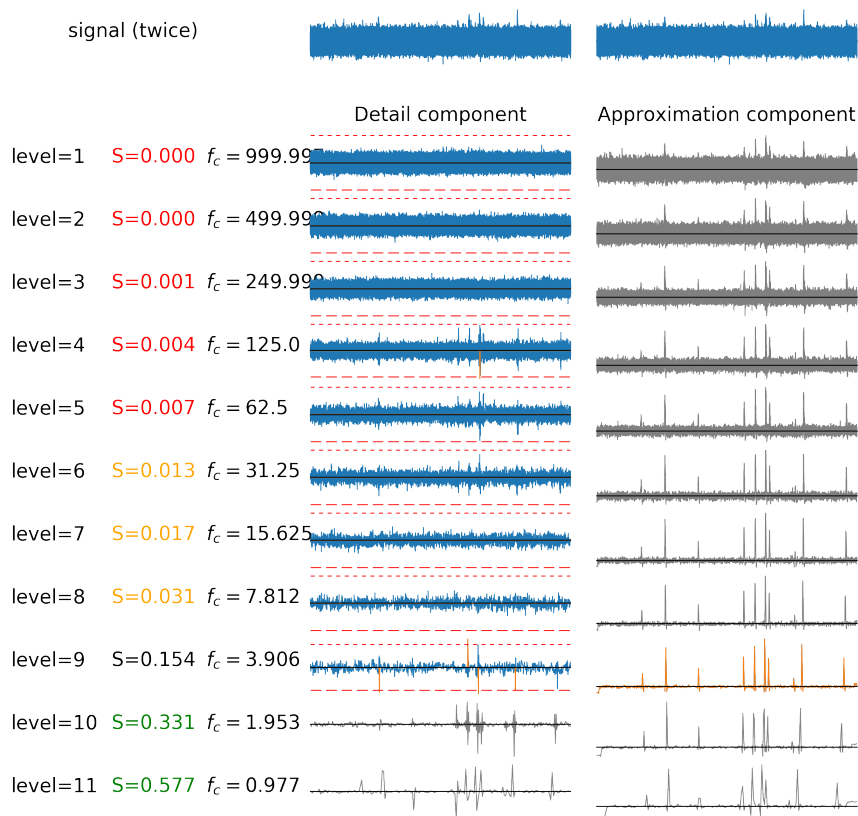 signal (twice)
Detail component Approximation component
level=1 S=0.000 f_c = 999.997
level=2 S=0.000 f_c = 499.998
level=3 S=0.001 f_c = 249.998
level=4 S=0.004 f_c = 125.0
level=5 S=0.007 f_c = 62.5
level=6 S=0.013 f_c = 31.25
level=7 S=0.017 f_c = 15.625
level=8 S=0.031 f_c = 7.812
level=9 S=0.154 f_c = 3.906
level=10 S=0.331 f_c = 1.953
level=11 S=0.577 f_c = 0.977